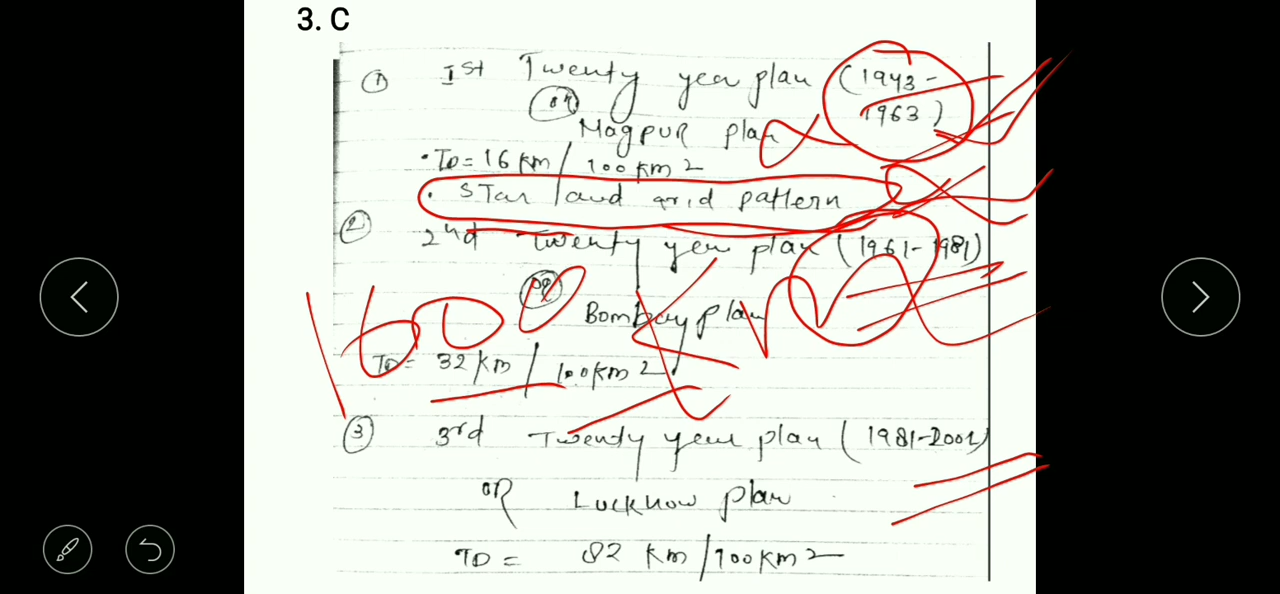 3. C
① Ist Twenty year plan (1943-
1963)
OR
Nagpur plan
• TD = 16 km / 100 km2
• STar and grid pattern
② 2nd Twenty year plan (1961-1981)
OR
Bombay plan
TD = 32 km / 100 km2
③ 3rd Twenty year plan (1981-2001)
OR Lucknow plan
TD = 82 km / 100 km2